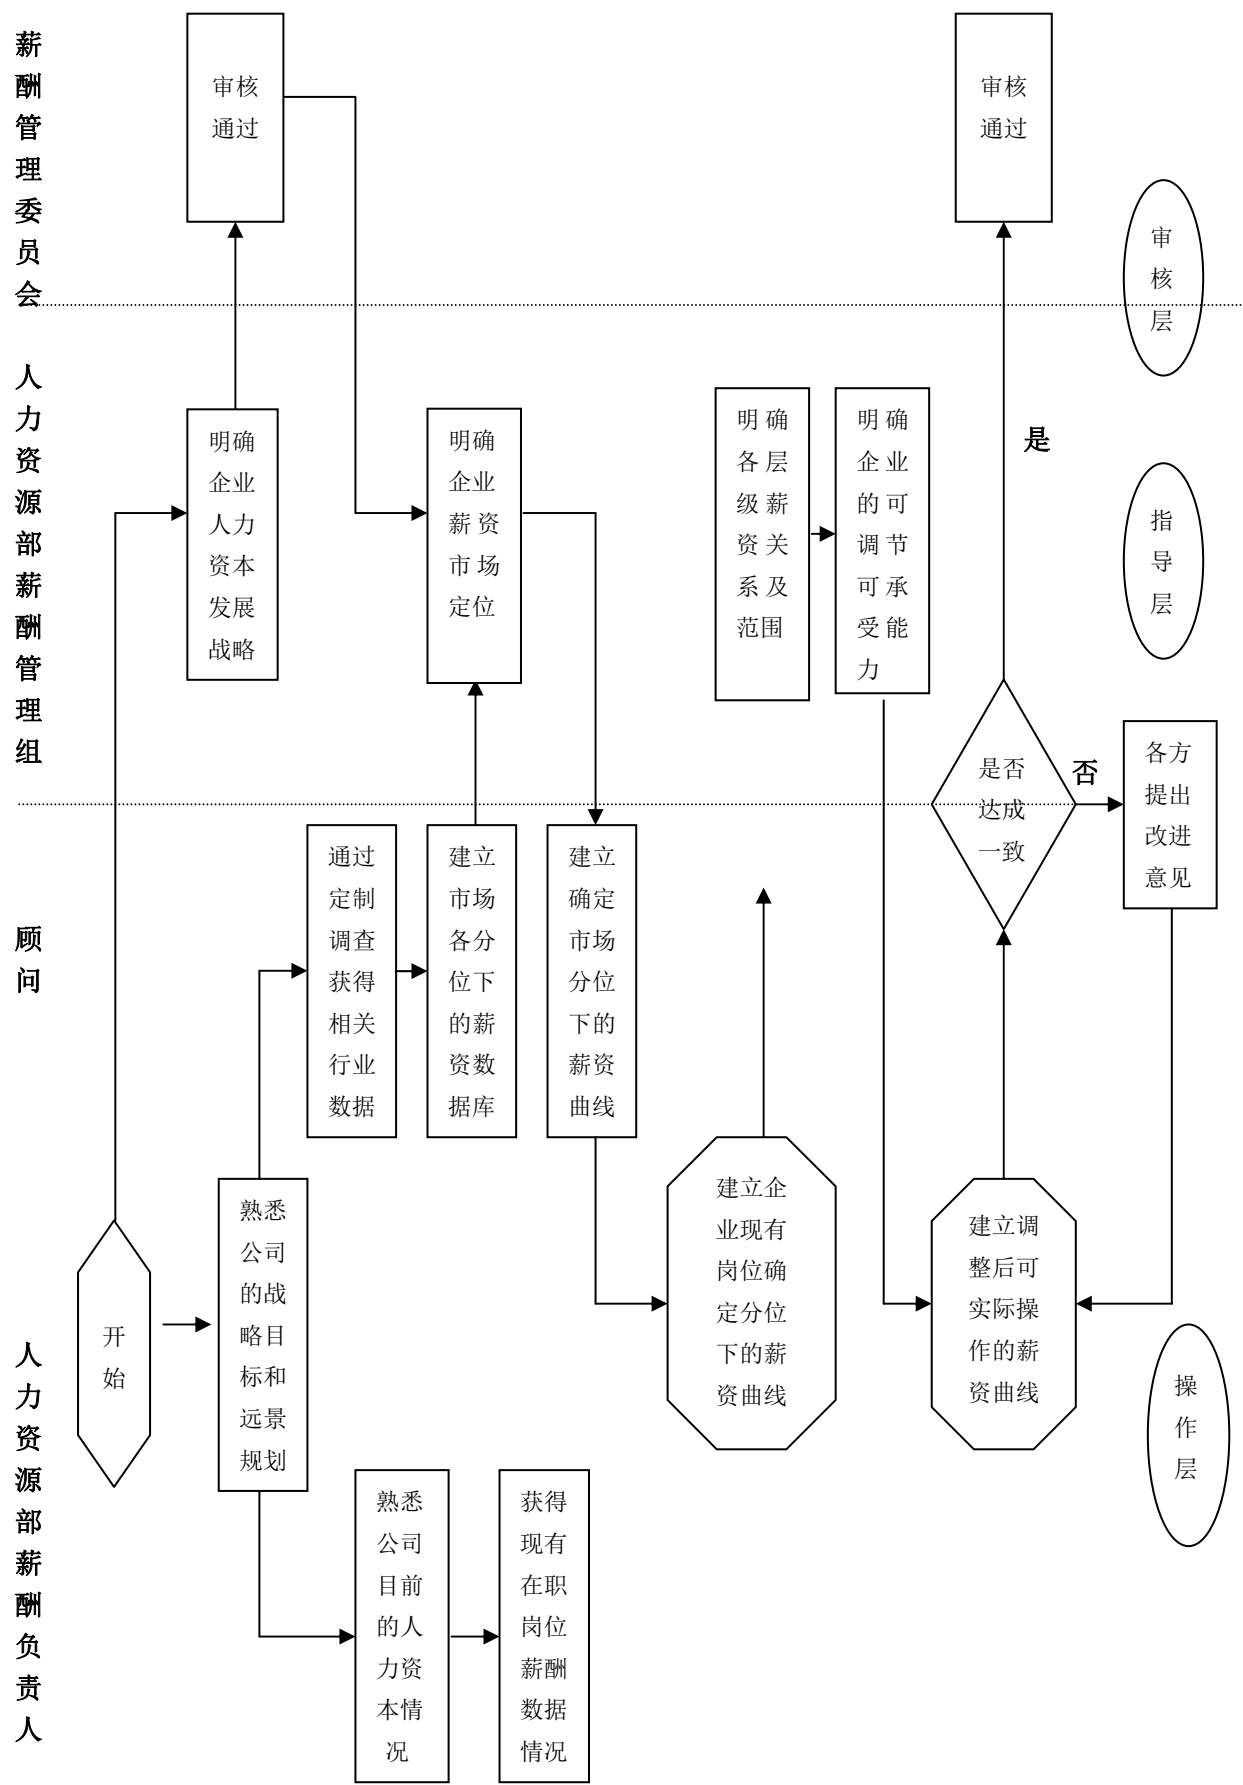 薪
酬
管
理
委
员
会
审核
通过
审核
通过
审
核
层
人
力
资
源
部
薪
酬
管
理
组
明确
企业
人力
资本
发展
战略
明确
企业
薪资
市场
定位
明确
各层
级薪
资关
系及
范围
明确
企业
的可
调节
可承
受能
力
是
指
导
层
是否
达成
一致
否
各方
提出
改进
意见
顾
问
通过
定制
调查
获得
相关
行业
数据
建立
市场
各分
位下
的薪
资数
据库
建立
确定
市场
分位
下的
薪资
曲线
人
力
资
源
部
薪
酬
负
责
人
开
始
熟悉
公司
的战
略目
标和
远景
规划
建立企
业现有
岗位确
定分位
下的薪
资曲线
建立调
整后可
实际操
作的薪
资曲线
操
作
层
熟悉
公司
目前
的人
力资
本情
况
获得
现有
在职
岗位
薪酬
数据
情况